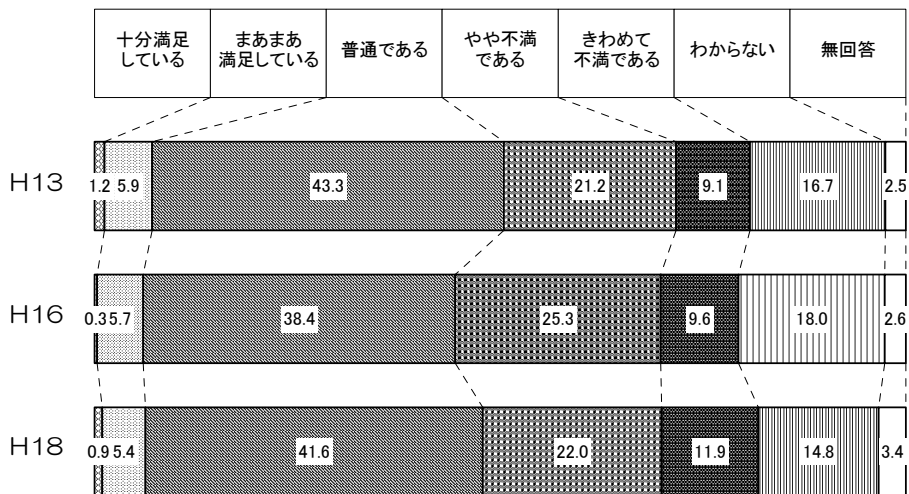 十分満足
している
まあまあ
満足している
普通である
やや不満
である
きわめて
不満である
わからない
無回答
H13 1.2 5.9 43.3 21.2 9.1 16.7 2.5
H16 0.3 5.7 38.4 25.3 9.6 18.0 2.6
H18 0.9 5.4 41.6 22.0 11.9 14.8 3.4